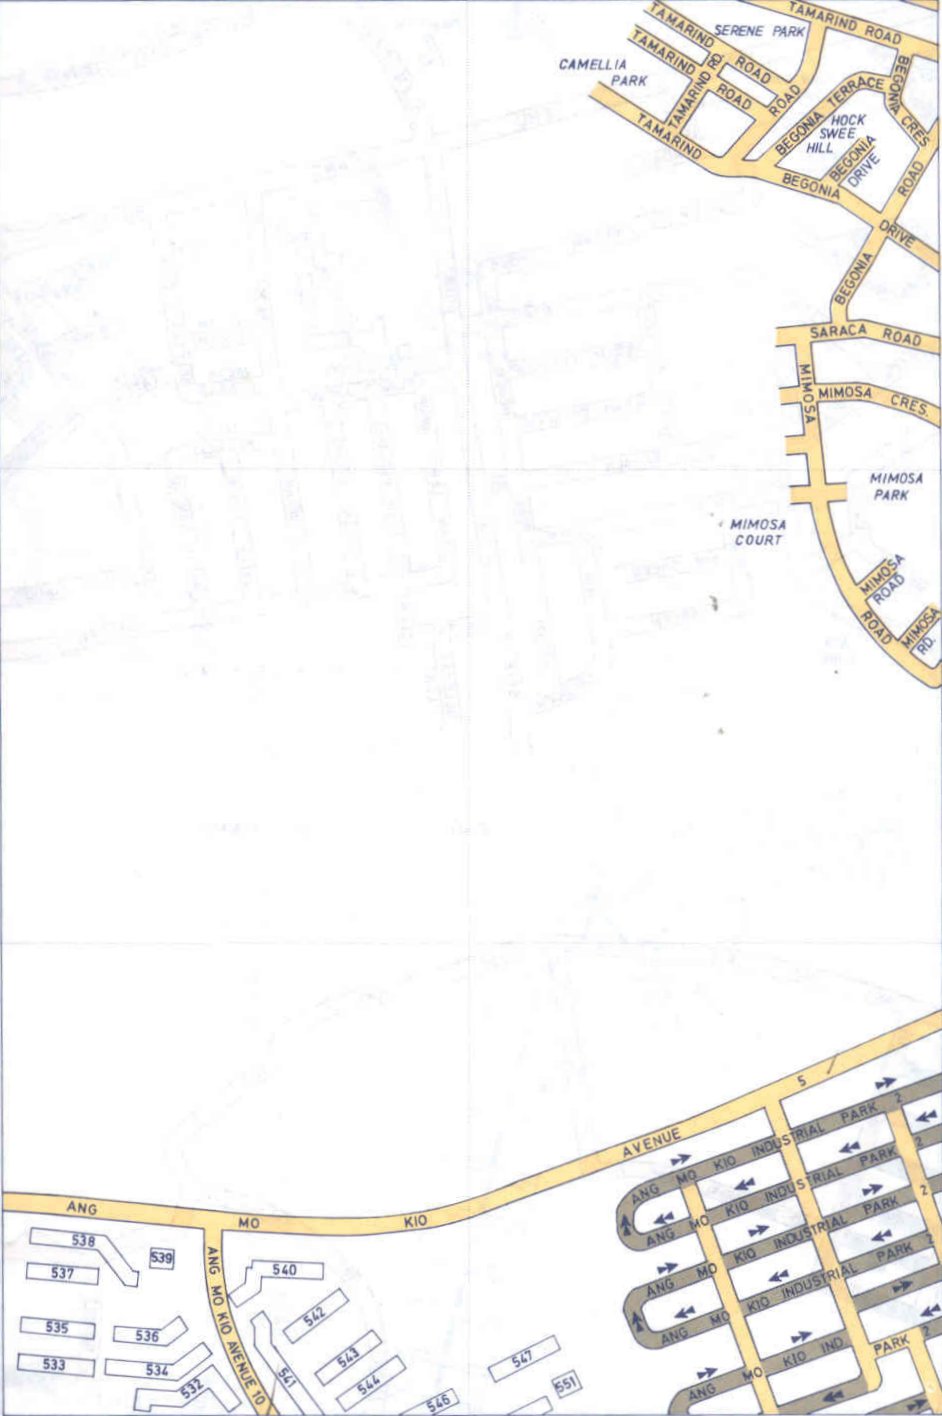 TAMARIND ROAD
TAMARIND ROAD
SERENE PARK
TAMARIND ROAD
CAMELLIA
PARK
TAMARIND RD.
ROAD
TAMARIND
BEGONIA TERRACE
BEGONIA CRES
HOCK
SWEE
HILL
BEGONIA
DRIVE
BEGONIA DRIVE
BEGONIA ROAD
SARACA ROAD
MIMOSA
MIMOSA CRES.
MIMOSA
PARK
MIMOSA
COURT
MIMOSA
ROAD
ROAD
MIMOSA
RD.
ANG MO KIO AVENUE 5
ANG MO KIO INDUSTRIAL PARK 2
ANG MO KIO INDUSTRIAL PARK 2
ANG MO KIO INDUSTRIAL PARK 2
ANG MO KIO INDUSTRIAL PARK 2
ANG MO KIO IND PARK 2
ANG MO KIO AVENUE 10
538
539
537
540
535
536
542
533
534
543
547
532
541
544
546
551